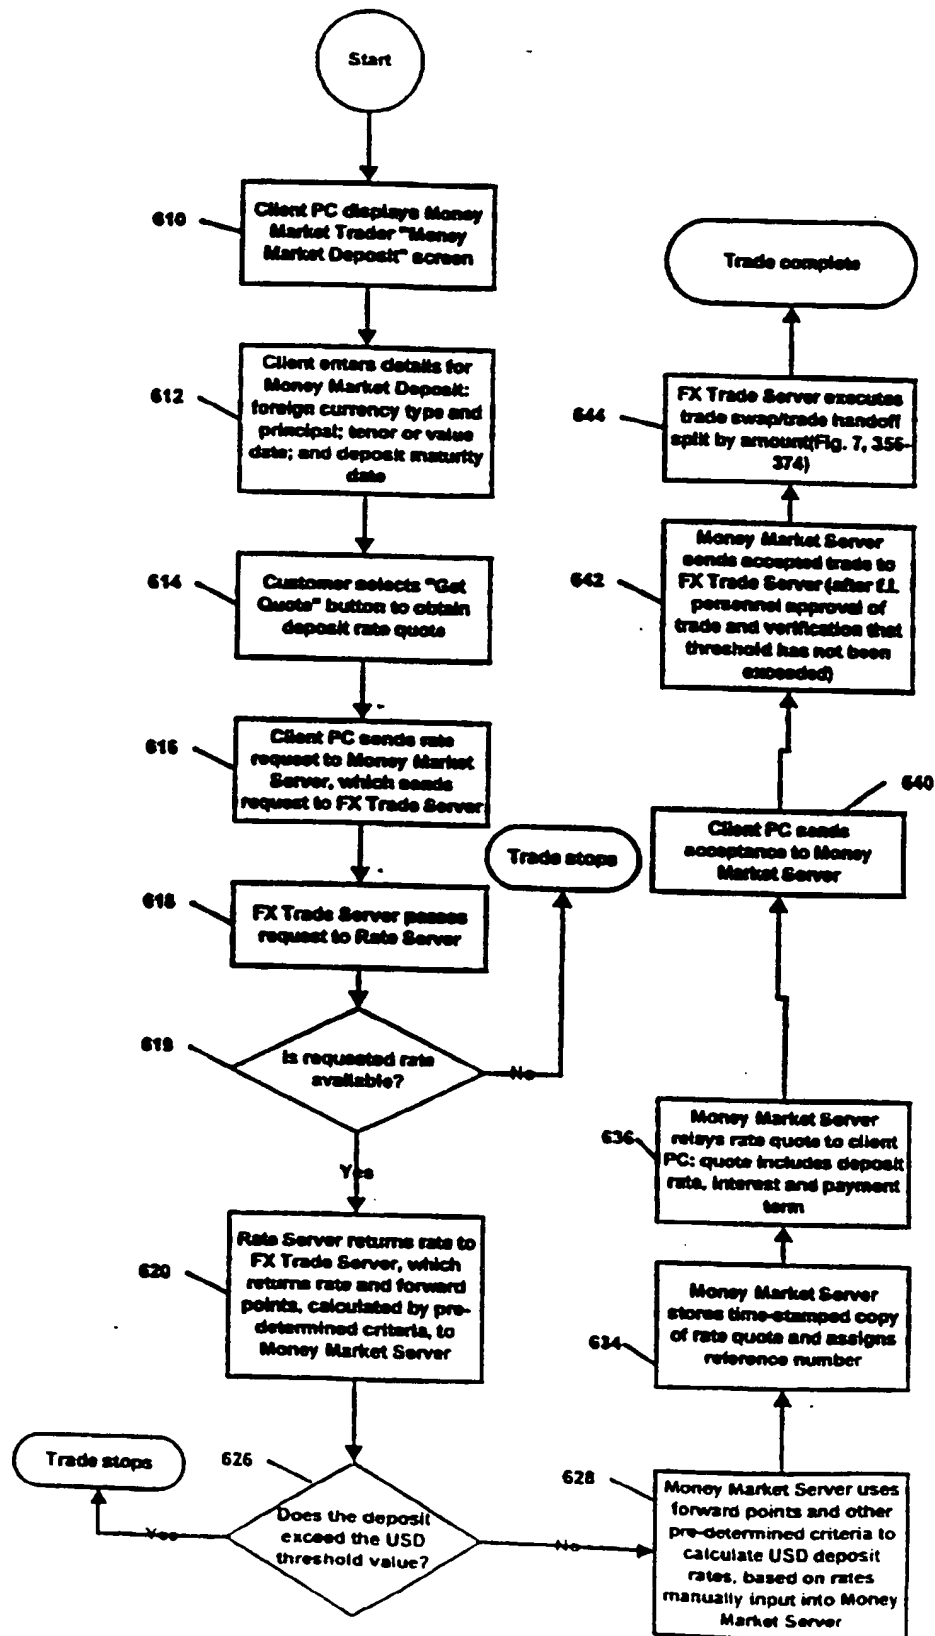 Start
610
Client PC displays Money
Market Trader "Money
Market Deposit" screen
612
Client enters details for
Money Market Deposit:
foreign currency type and
principal; tenor or value
date; and deposit maturity
date
614
Customer selects "Get
Quote" button to obtain
deposit rate quote
616
Client PC sends rate
request to Money Market
Server, which sends
request to FX Trade Server
618
FX Trade Server passes
request to Rate Server
619
Is requested rate
available?
No
Trade stops
Yes
620
Rate Server returns rate to
FX Trade Server, which
returns rate and forward
points, calculated by pre-
determined criteria, to
Money Market Server
626
Does the deposit
exceed the USD
threshold value?
Yes
Trade stops
No
628
Money Market Server uses
forward points and other
pre-determined criteria to
calculate USD deposit
rates, based on rates
manually input into Money
Market Server
634
Money Market Server
stores time-stamped copy
of rate quote and assigns
reference number
636
Money Market Server
relays rate quote to client
PC: quote includes deposit
rate, interest and payment
term
640
Client PC sends
acceptance to Money
Market Server
642
Money Market Server
sends accepted trade to
FX Trade Server (after f.i.
personnel approval of
trade and verification that
threshold has not been
exceeded)
644
FX Trade Server executes
trade swap/trade handoff
split by amount(Fig. 7, 356-
374)
Trade complete